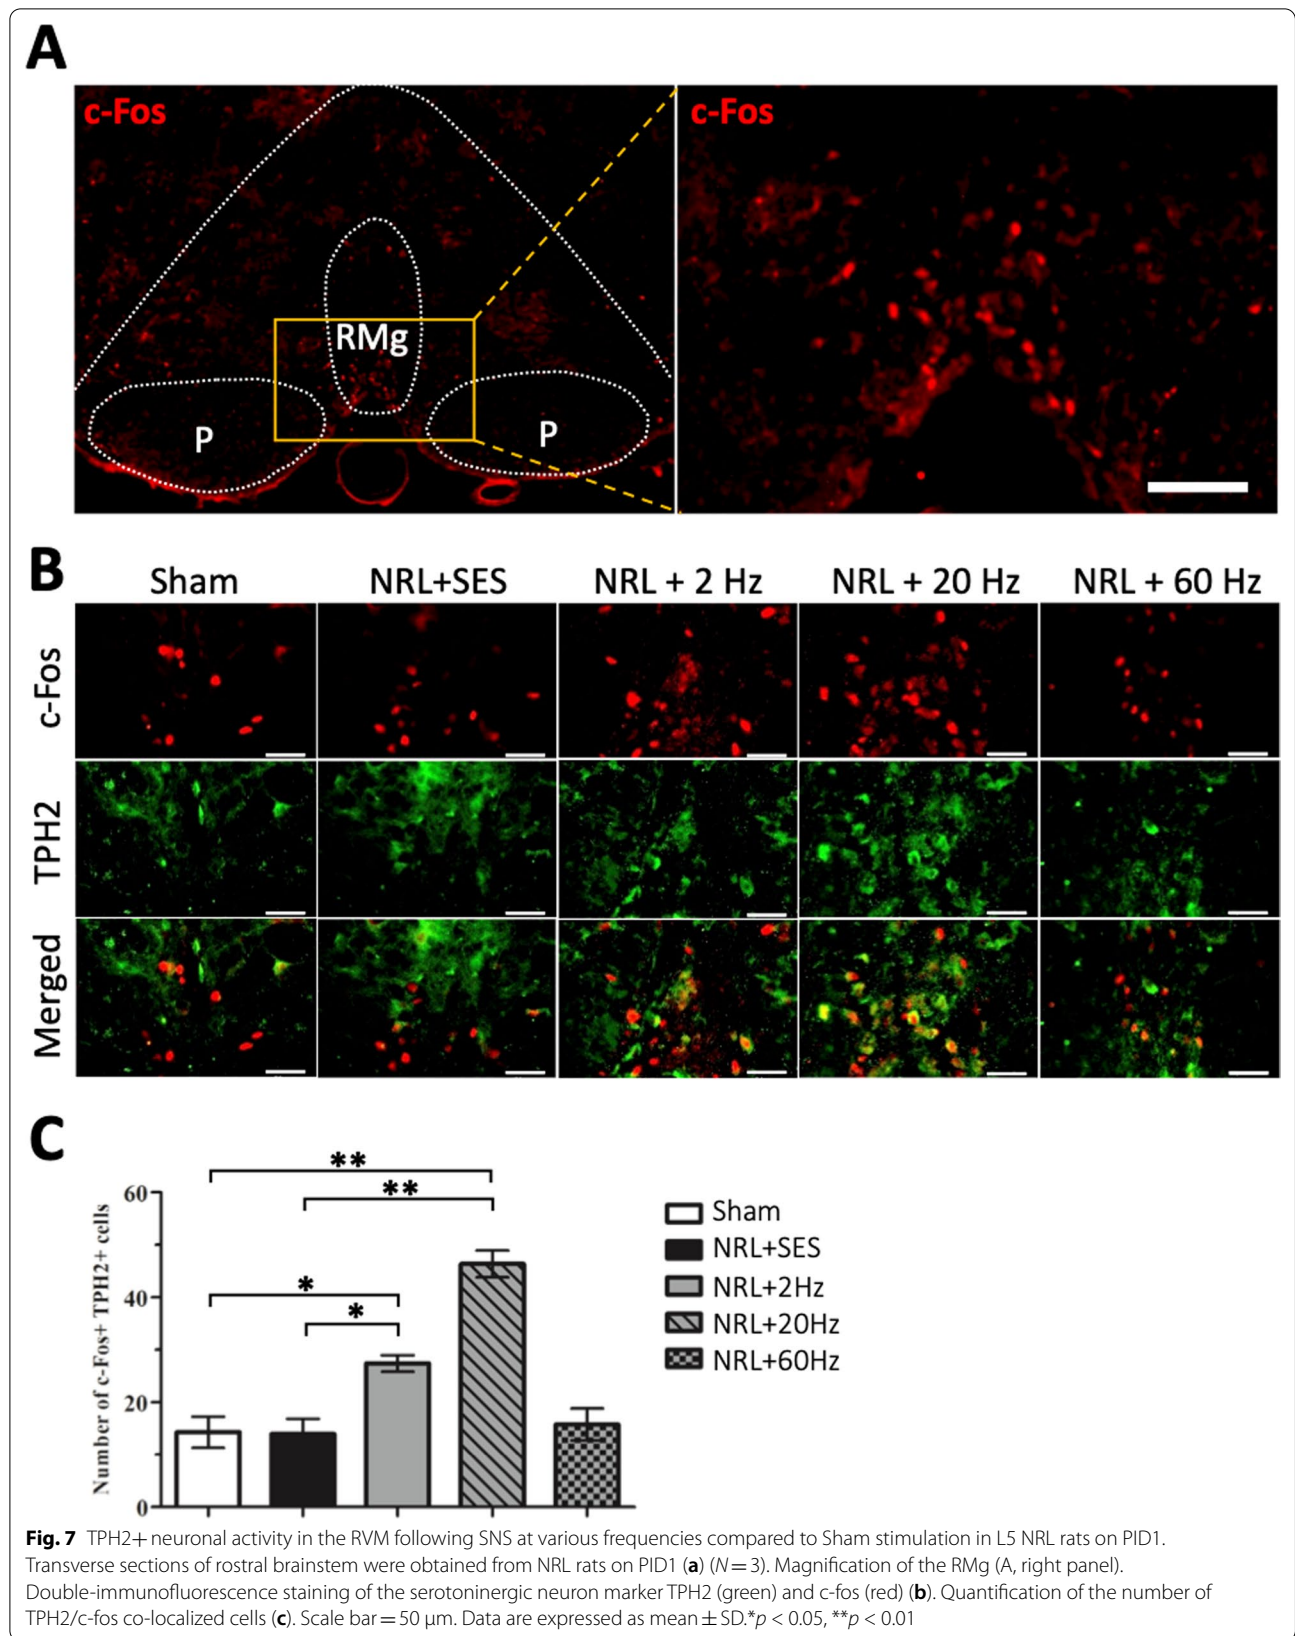 A
c-Fos
c-Fos
RMg
P
P
B
Sham NRL+SES NRL + 2 Hz NRL + 20 Hz NRL + 60 Hz
c-Fos
TPH2
Merged
C
**
**
*
*
Number of c-Fos+ TPH2+ cells
60
40
20
0
Sham
NRL+SES
NRL+2Hz
NRL+20Hz
NRL+60Hz
Fig. 7 TPH2+ neuronal activity in the RVM following SNS at various frequencies compared to Sham stimulation in L5 NRL rats on PID1.
Transverse sections of rostral brainstem were obtained from NRL rats on PID1 (a) (N = 3). Magnification of the RMg (A, right panel).
Double-immunofluorescence staining of the serotoninergic neuron marker TPH2 (green) and c-fos (red) (b). Quantification of the number of
TPH2/c-fos co-localized cells (c). Scale bar = 50 μm. Data are expressed as mean ± SD.*p < 0.05, **p < 0.01